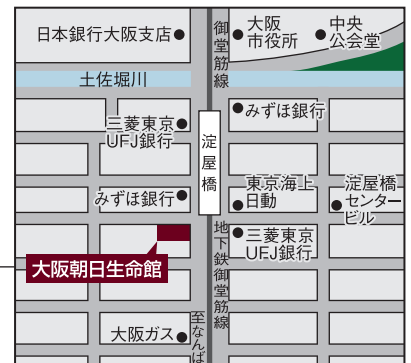 日本銀行大阪支店
御堂筋線
大阪
市役所
中央
公会堂
土佐堀川
みずほ銀行
三菱東京
UFJ銀行
淀屋橋
みずほ銀行
東京海上
日動
淀屋橋
センター
ビル
地下鉄御堂筋線
三菱東京
UFJ銀行
大阪朝日生命館
大阪ガス
至なんば